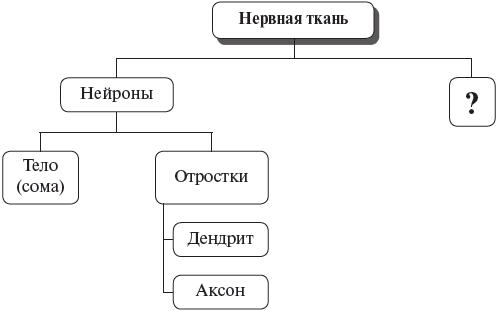 Нервная ткань
Нейроны
?
Тело
(сома)
Отростки
Дендрит
Аксон